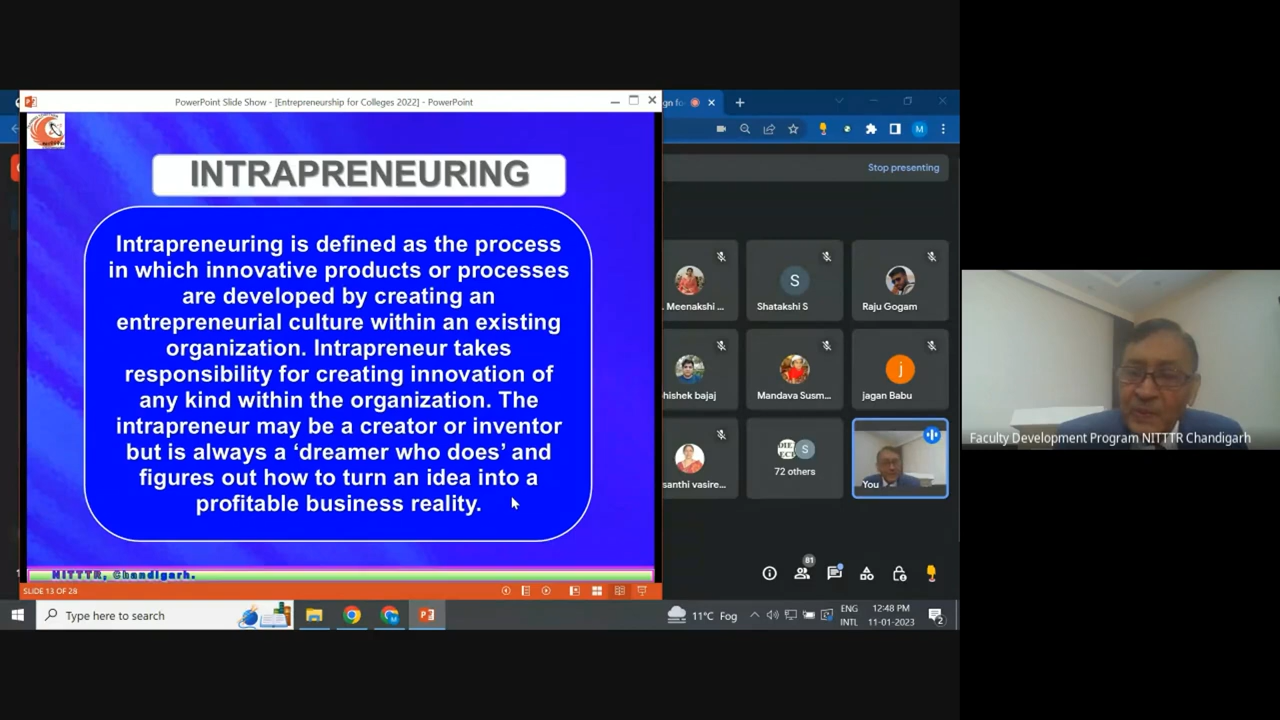 PowerPoint Slide Show - [Entrepreneurship for Colleges 2022] - PowerPoint
INTRAPRENEURING
Intrapreneuring is defined as the process
in which innovative products or processes
are developed by creating an
entrepreneurial culture within an existing
organization. Intrapreneur takes
responsibility for creating innovation of
any kind within the organization. The
intrapreneur may be a creator or inventor
but is always a ‘dreamer who does’ and
figures out how to turn an idea into a
profitable business reality.
NITTTR, Chandigarh.
SLIDE 13 OF 28
M
Stop presenting
Meenakshi ...
S
Shatakshi S
Raju Gogam
bajaj
Mandava Susm...
j
jagan Babu
S
72 others
You
81
Faculty Development Program NITTTR Chandigarh
Type here to search
11°C Fog
ENG
INTL
12:48 PM
11-01-2023
2